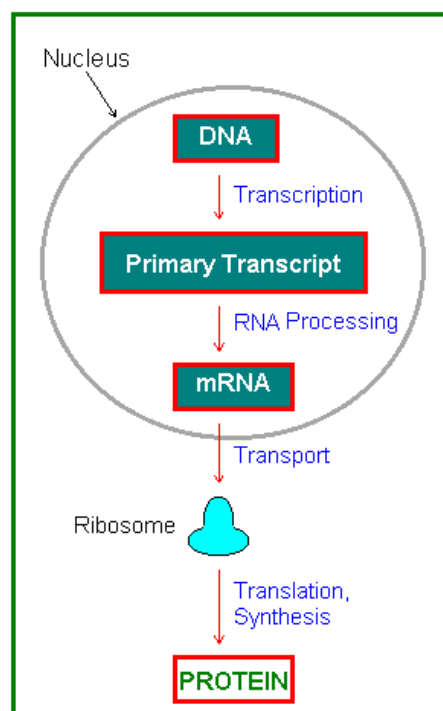 Nucleus
DNA
Transcription
Primary Transcript
RNA Processing
mRNA
Transport
Ribosome
Translation,
Synthesis
PROTEIN